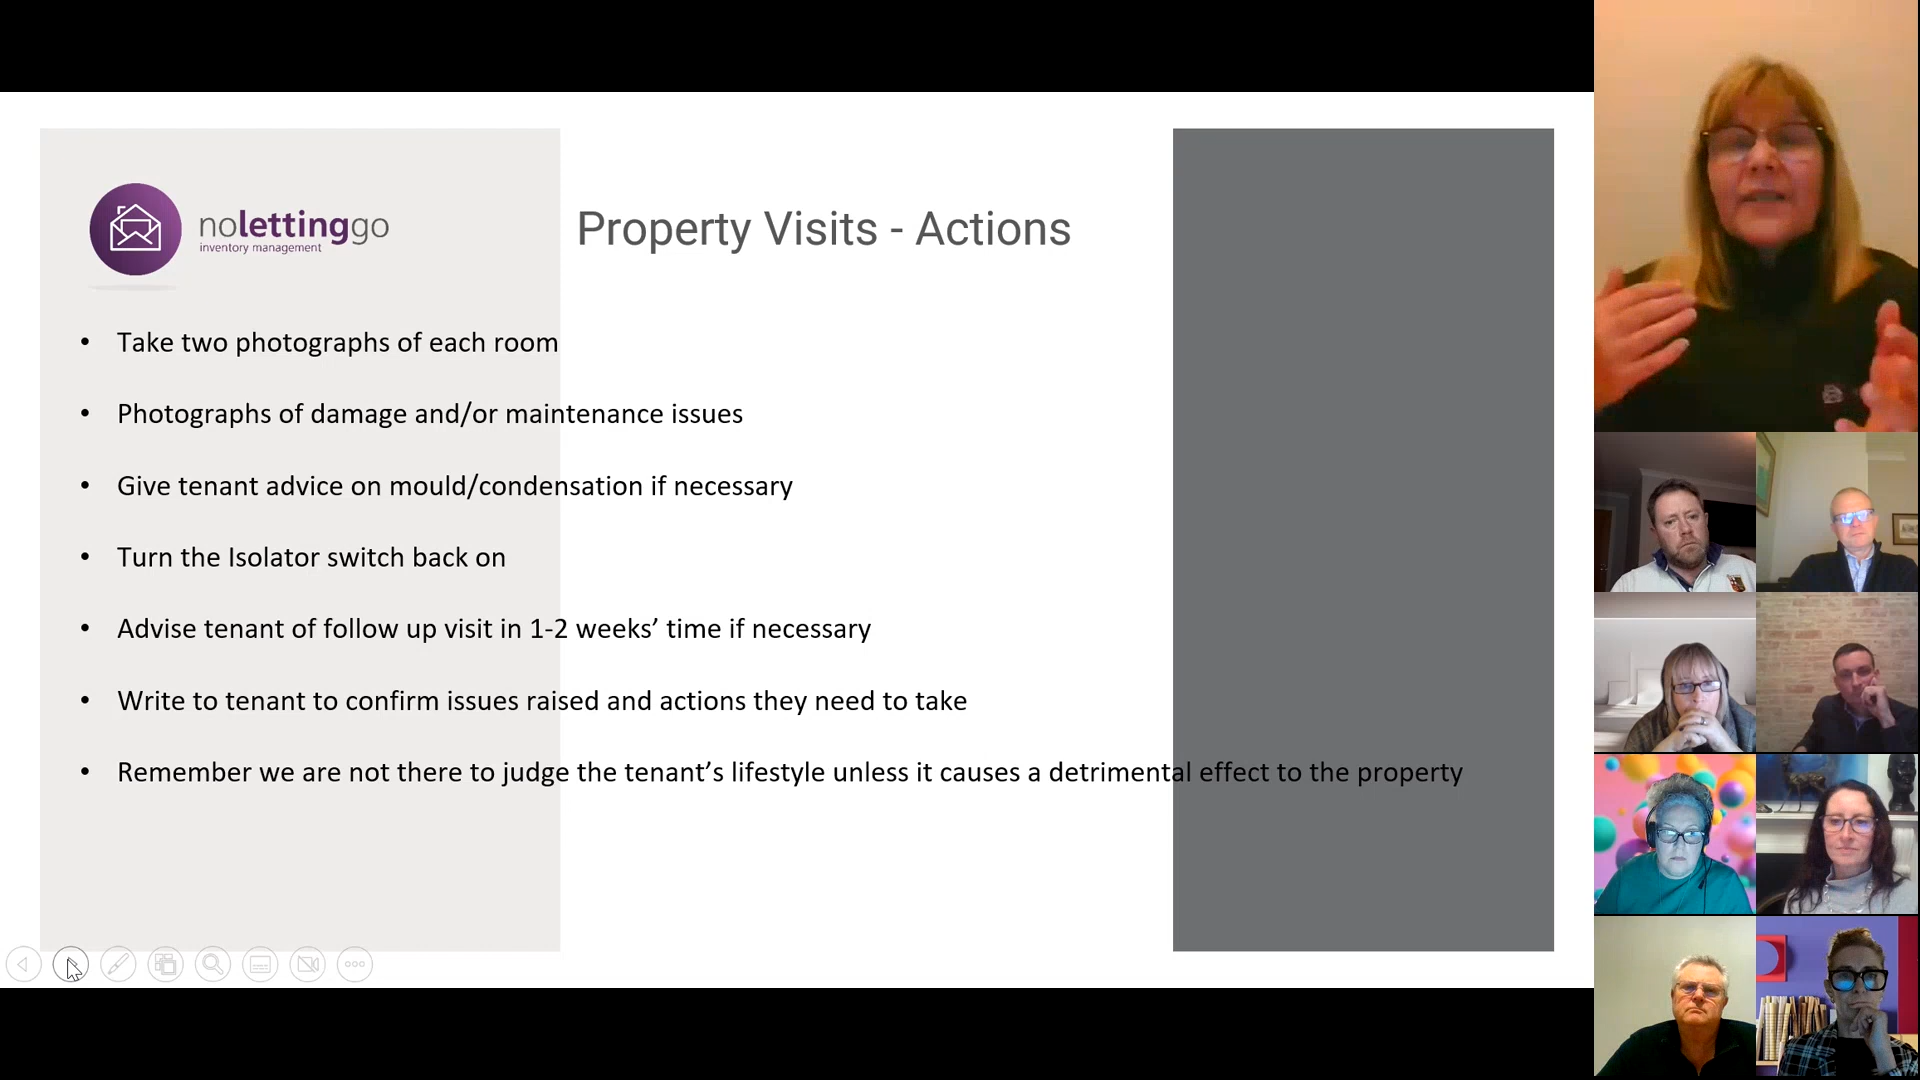 nolettinggo
inventory management
Property Visits - Actions
• Take two photographs of each room
• Photographs of damage and/or maintenance issues
• Give tenant advice on mould/condensation if necessary
• Turn the Isolator switch back on
• Advise tenant of follow up visit in 1-2 weeks’ time if necessary
• Write to tenant to confirm issues raised and actions they need to take
• Remember we are not there to judge the tenant’s lifestyle unless it causes a detrimental effect to the property